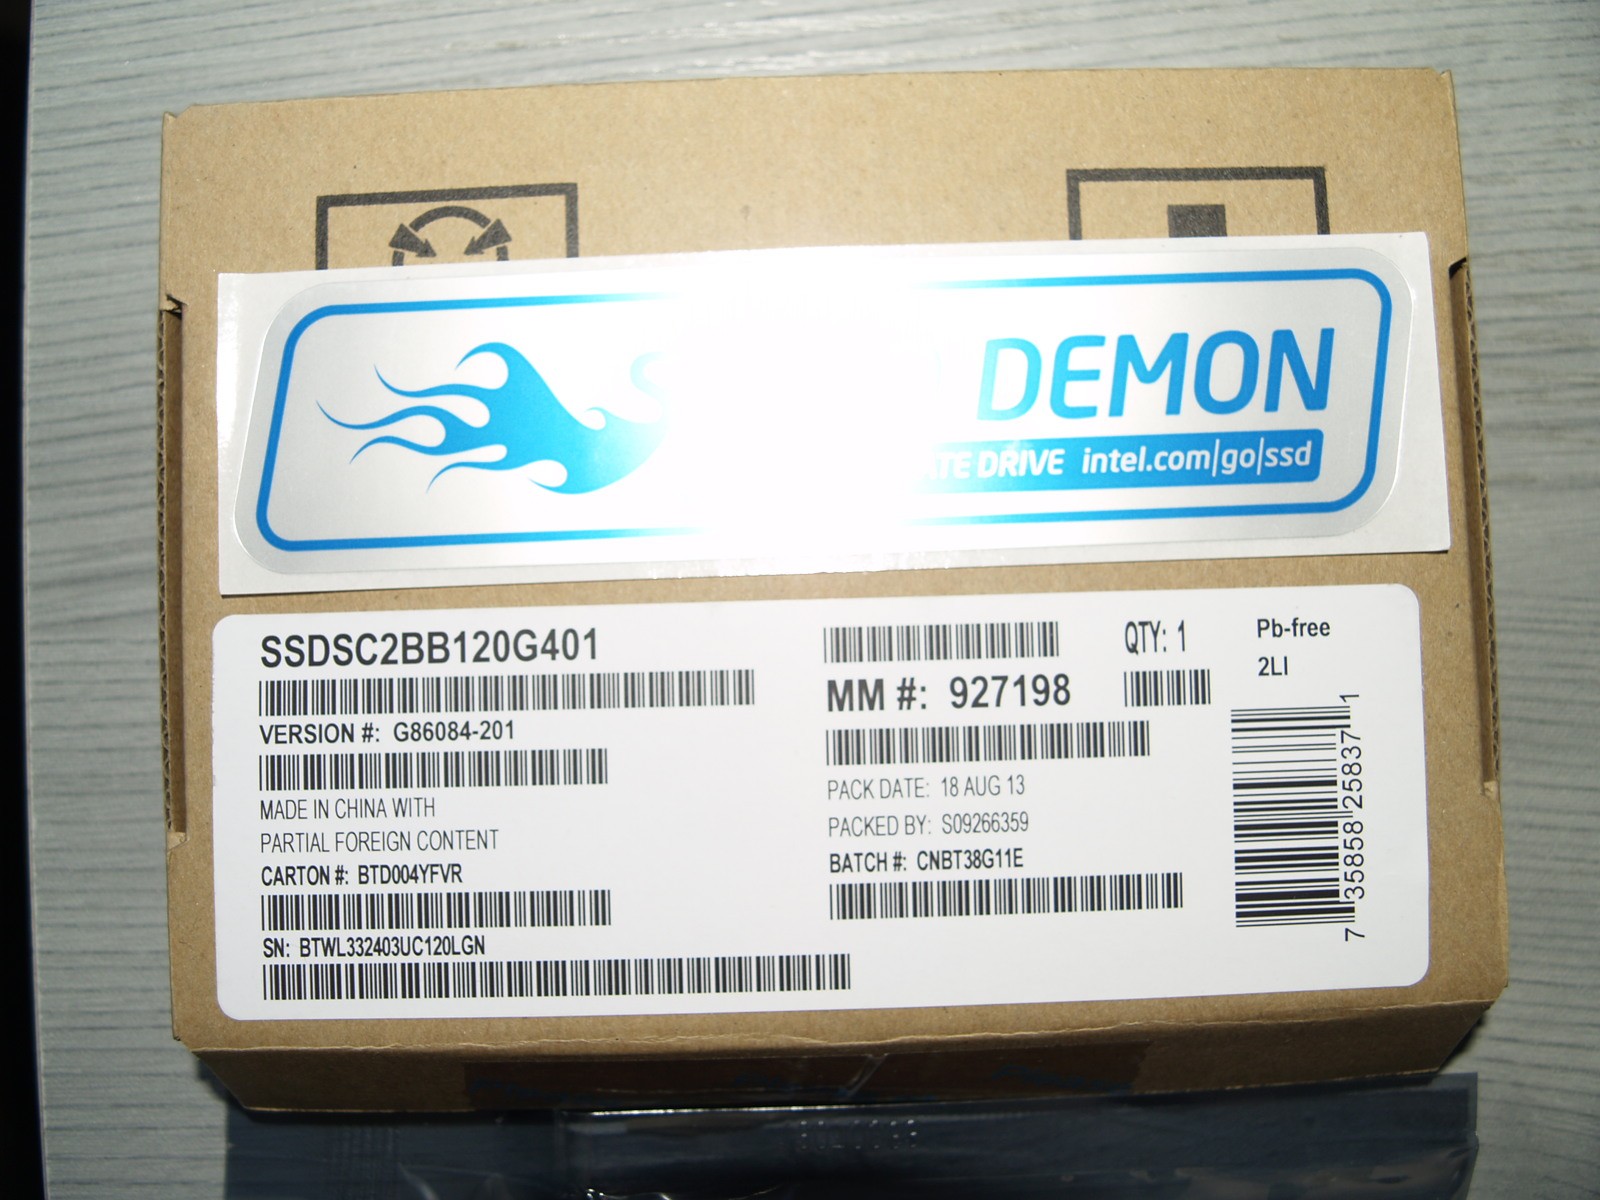 DEMON
DRIVE intel.com|go|ssd
SSDSC2BB120G401
VERSION #: G86084-201
MADE IN CHINA WITH
PARTIAL FOREIGN CONTENT
CARTON #: BTD004YFVR
SN: BTWL332403UC120LGN
MM #: 927198
PACK DATE: 18 AUG 13
PACKED BY: S09266359
BATCH #: CNBT38G11E
QTY: 1
Pb-free
2LI
7 35858 25837 1